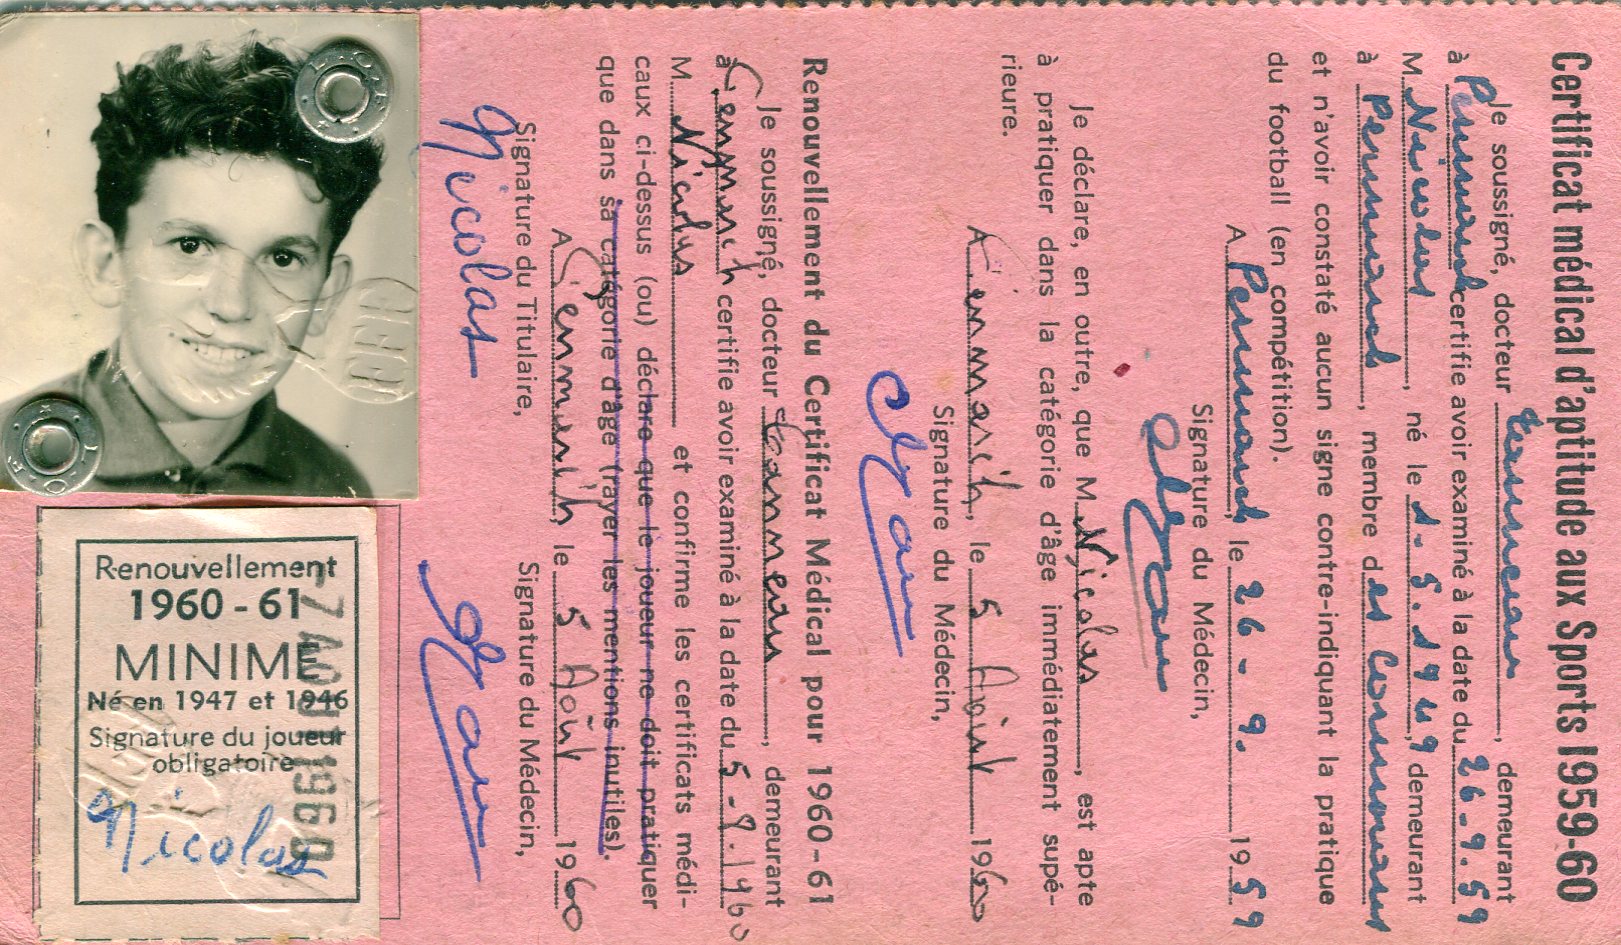 Certificat médical d'aptitude aux Sports 1959-60
Je soussigné, docteur demeurant
à certifie avoir examiné à la date du 26-9.59
M. Nicolas, né le 1.5.1949, demeurant
à, membre des
et n'avoir constaté aucun signe contre-indiquant la pratique
du football (en compétition).
A, le 26-9. 1959
Signature du Médecin,
Je déclare, en outre, que M. Nicolas, est apte
à pratiquer dans la catégorie d'âge immédiatement supé-
rieure.
A, le 5 Août 1960
Signature du Médecin,
Renouvellement du Certificat Médical pour 1960-61
Je soussigné, docteur, demeurant
à certifie avoir examiné à la date du 5-8.1960
M. Nicolas et confirme les certificats médi-
caux ci-dessus (ou) déclare que le joueur ne doit pratiquer
que dans sa catégorie d'âge (rayer les mentions inutiles).
A, le 5 Août 1960
Signature du Titulaire, Signature du Médecin,
Nicolas
Renouvellement
1960-61
MINIME
Né en 1947 et 1946
Signature du joueur
obligatoire
Nicolas
-7 AOUT 1960